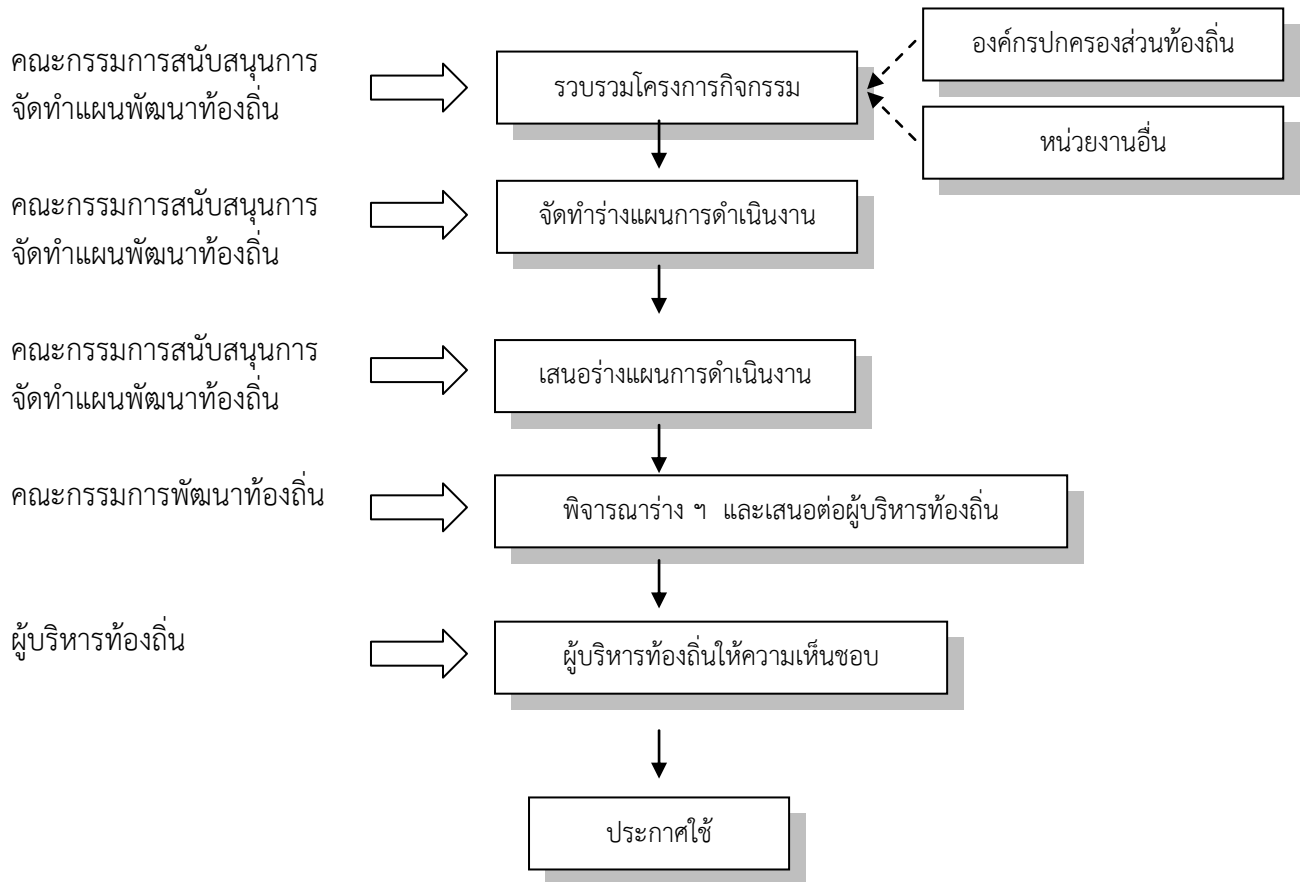 คณะกรรมการสนับสนุนการ
จัดทำแผนพัฒนาท้องถิ่น
รวบรวมโครงการกิจกรรม
องค์กรปกครองส่วนท้องถิ่น
หน่วยงานอื่น
คณะกรรมการสนับสนุนการ
จัดทำแผนพัฒนาท้องถิ่น
จัดทำร่างแผนการดำเนินงาน
คณะกรรมการสนับสนุนการ
จัดทำแผนพัฒนาท้องถิ่น
เสนอร่างแผนการดำเนินงาน
คณะกรรมการพัฒนาท้องถิ่น
พิจารณาร่าง ฯ และเสนอต่อผู้บริหารท้องถิ่น
ผู้บริหารท้องถิ่น
ผู้บริหารท้องถิ่นให้ความเห็นชอบ
ประกาศใช้